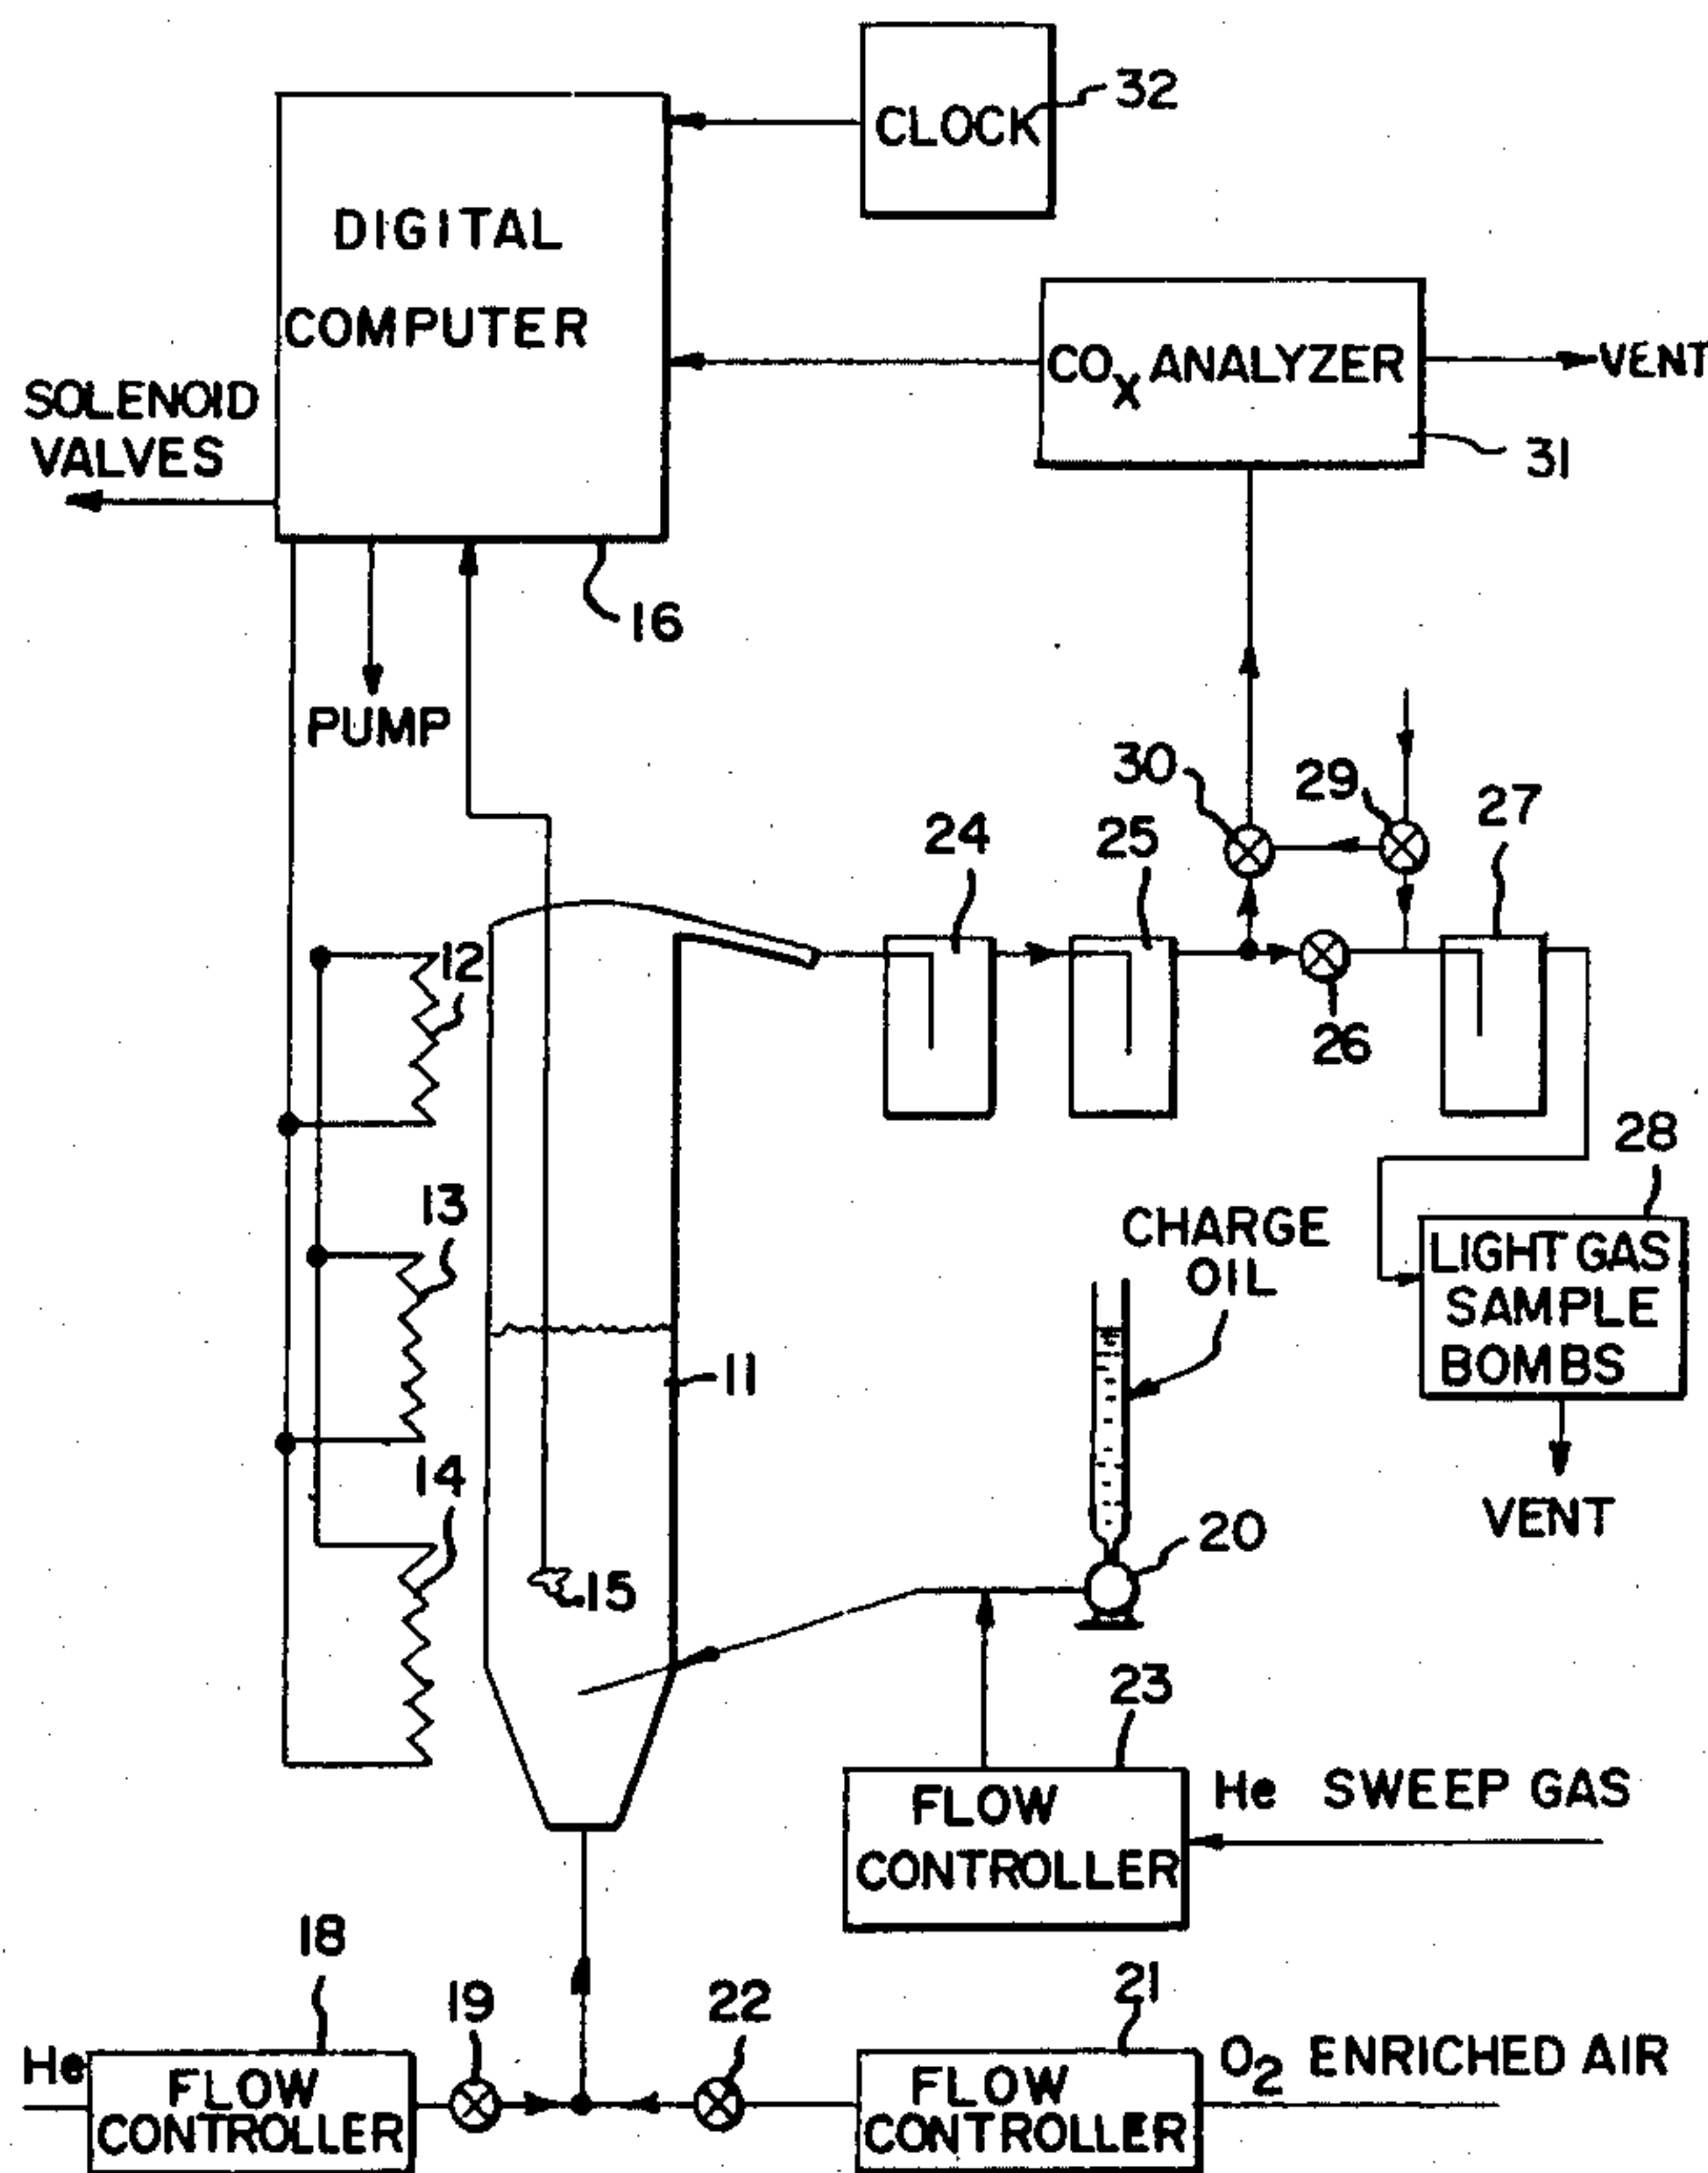 CLOCK
32
DIGITAL
COMPUTER
COX ANALYZER
VENT
31
SOLENOID
VALVES
16
PUMP
30
29
27
24
25
26
12
28
13
CHARGE
OIL
LIGHT GAS
SAMPLE
BOMBS
11
14
VENT
20
15
23
FLOW
CONTROLLER
He SWEEP GAS
18
19
22
21
He
FLOW
CONTROLLER
FLOW
CONTROLLER
O2 ENRICHED AIR